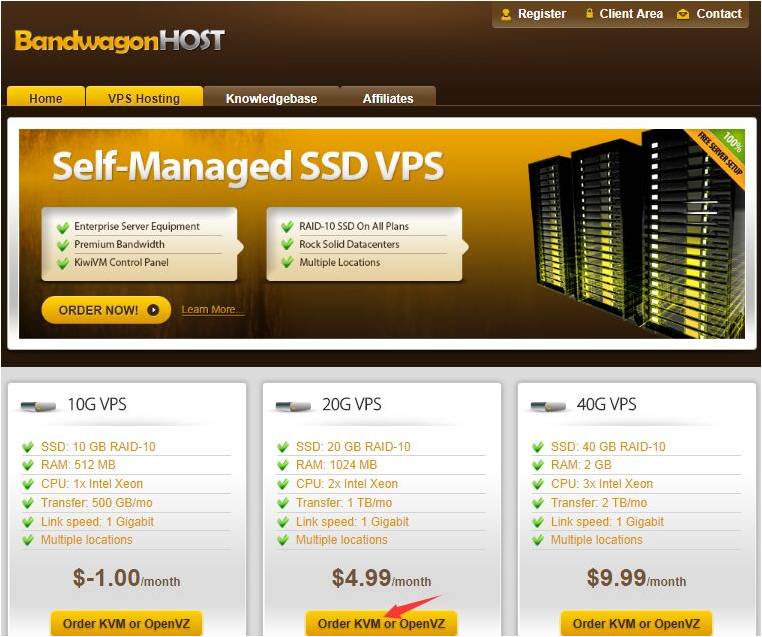 Register Client Area Contact
BandwagonHOST
Home VPS Hosting Knowledgebase Affiliates
Self-Managed SSD VPS
100%
FREE SERVER SETUP
Enterprise Server Equipment
Premium Bandwidth
KiwiVM Control Panel
RAID-10 SSD On All Plans
Rock Solid Datacenters
Multiple Locations
ORDER NOW! Learn More...
10G VPS
SSD: 10 GB RAID-10
RAM: 512 MB
CPU: 1x Intel Xeon
Transfer: 500 GB/mo
Link speed: 1 Gigabit
Multiple locations
$-1.00/month
Order KVM or OpenVZ
20G VPS
SSD: 20 GB RAID-10
RAM: 1024 MB
CPU: 2x Intel Xeon
Transfer: 1 TB/mo
Link speed: 1 Gigabit
Multiple locations
$4.99/month
Order KVM or OpenVZ
40G VPS
SSD: 40 GB RAID-10
RAM: 2 GB
CPU: 3x Intel Xeon
Transfer: 2 TB/mo
Link speed: 1 Gigabit
Multiple locations
$9.99/month
Order KVM or OpenVZ